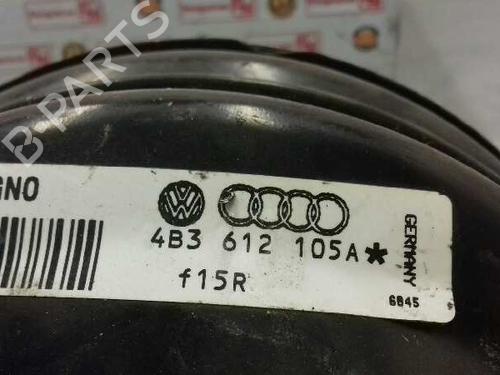 GNO
4B3 612 105A*
f15R
GERMANY
6845
B-PARTS